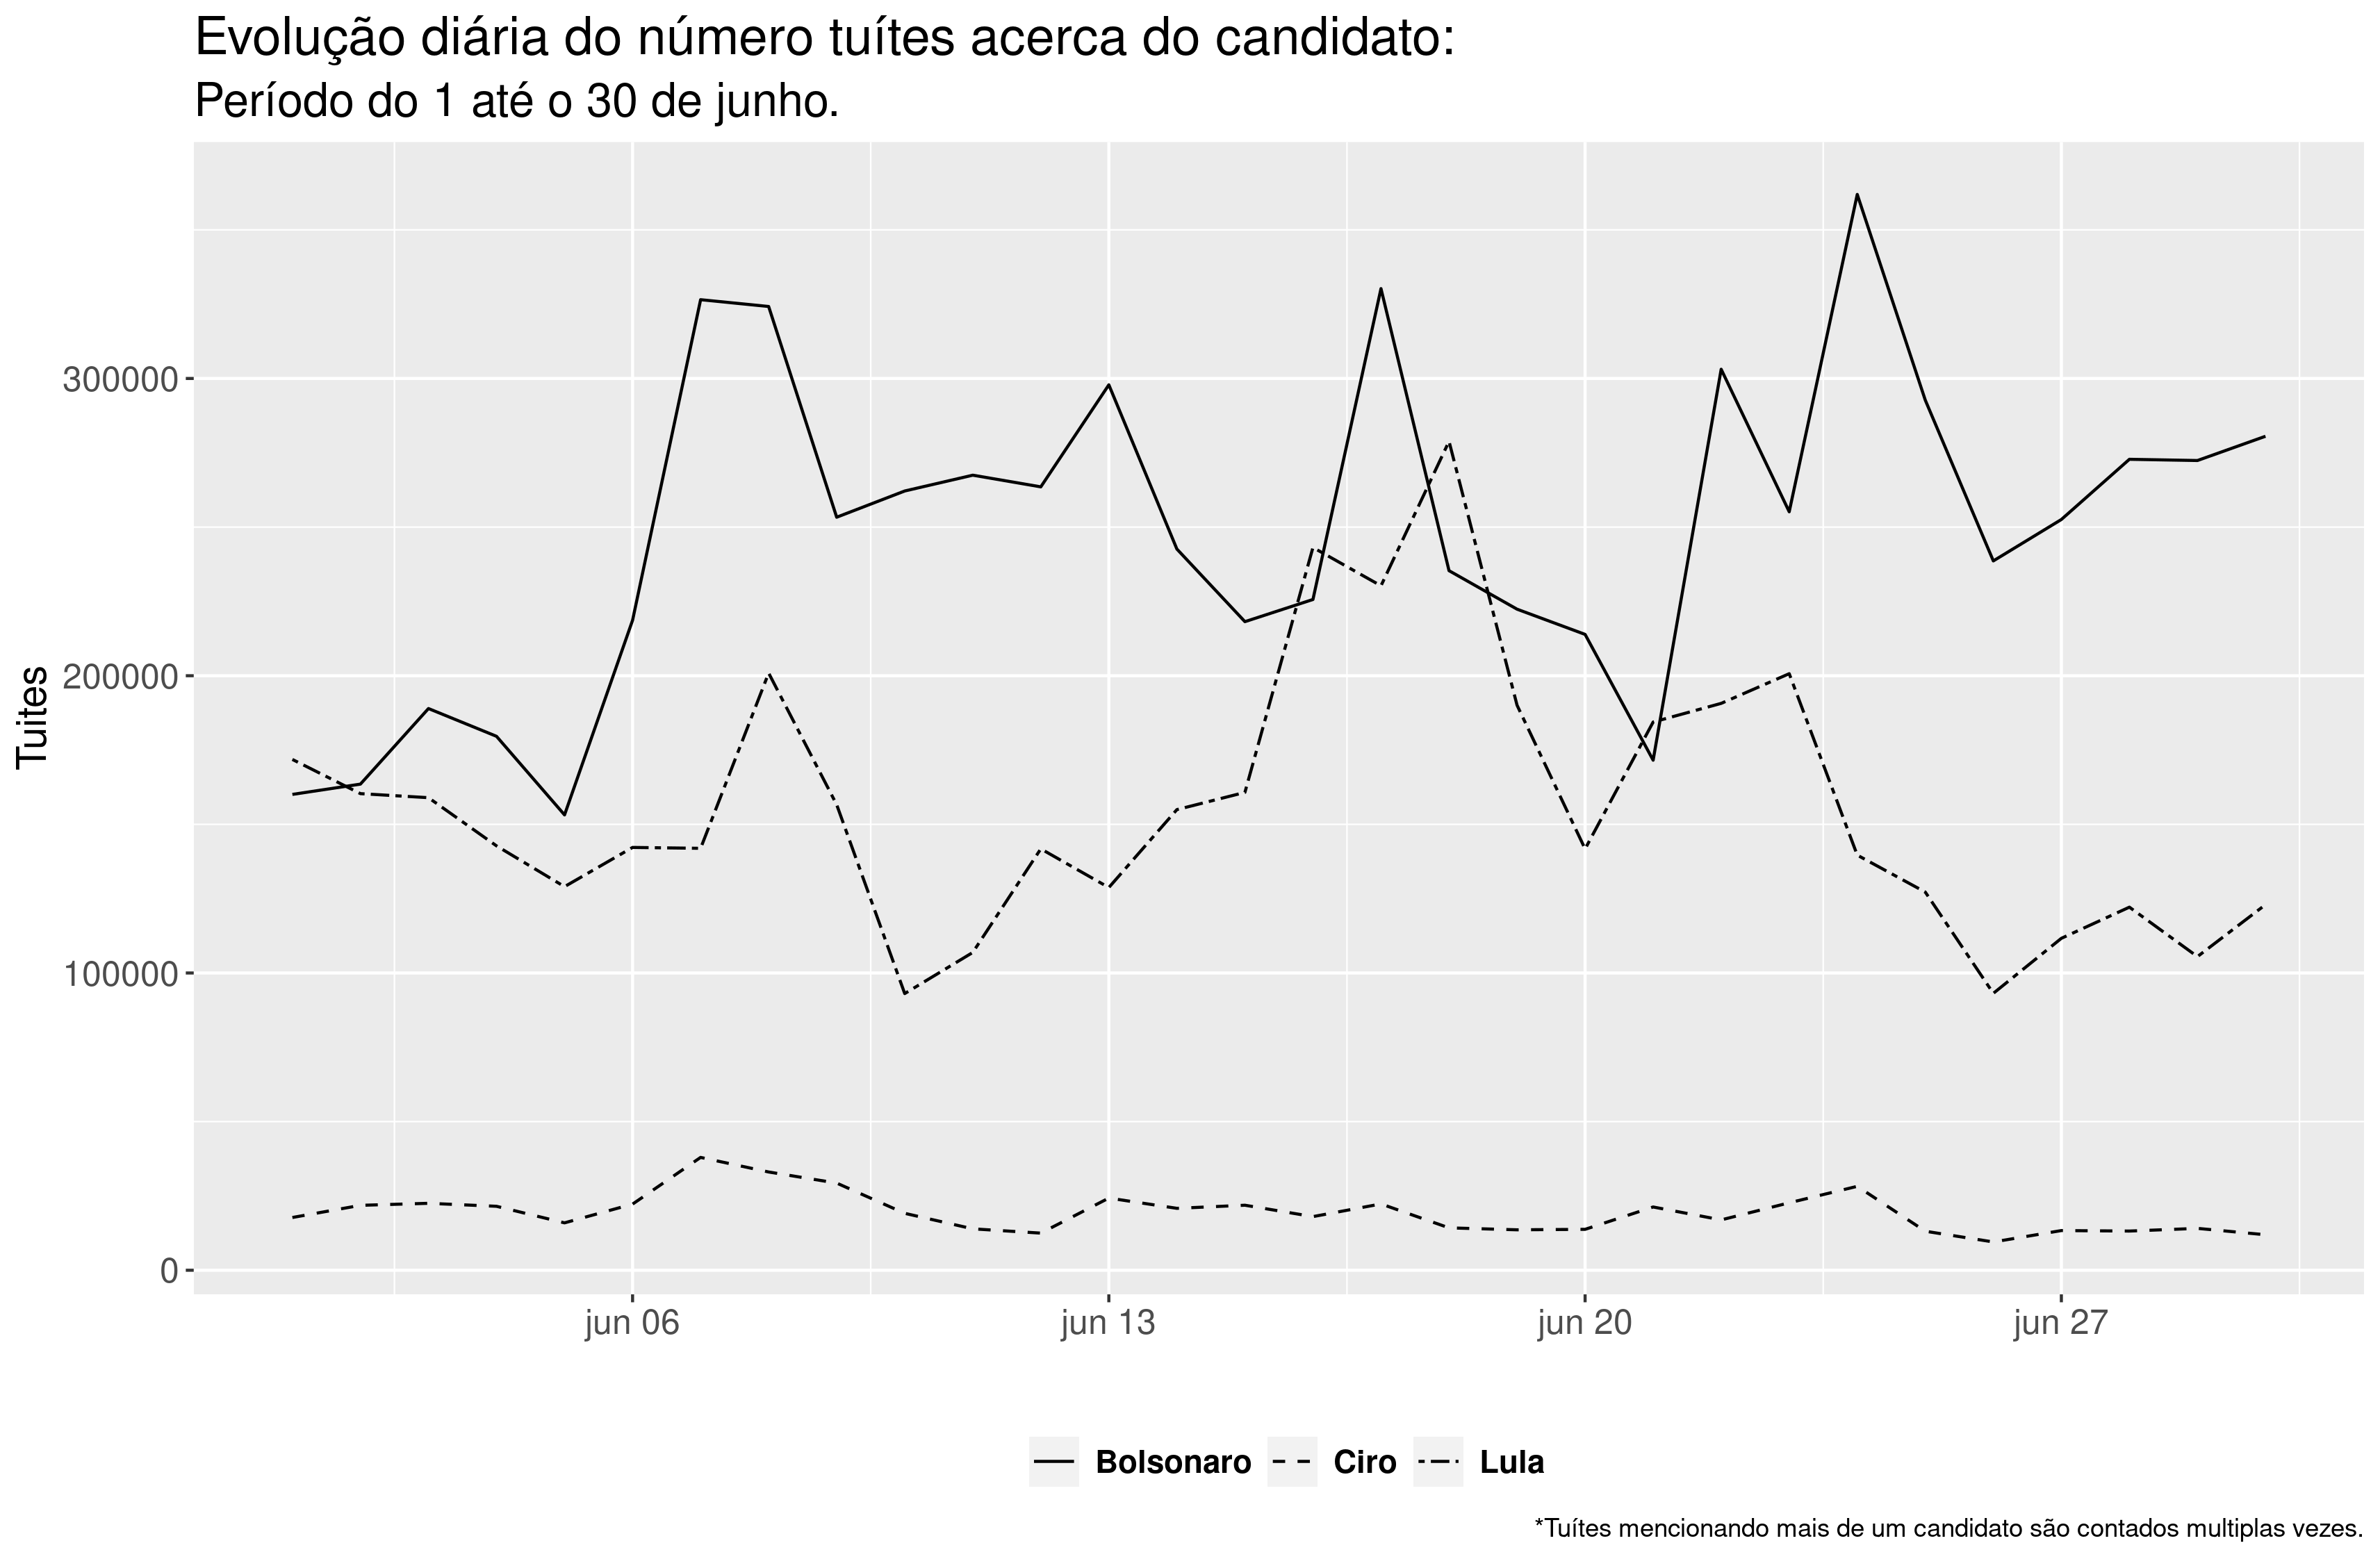 Evolução diária do número tuítes acerca do candidato:
Período do 1 até o 30 de junho.
Tuites
300000
200000
100000
0
jun 06
jun 13
jun 20
jun 27
Bolsonaro
Ciro
Lula
*Tuítes mencionando mais de um candidato são contados multiplas vezes.